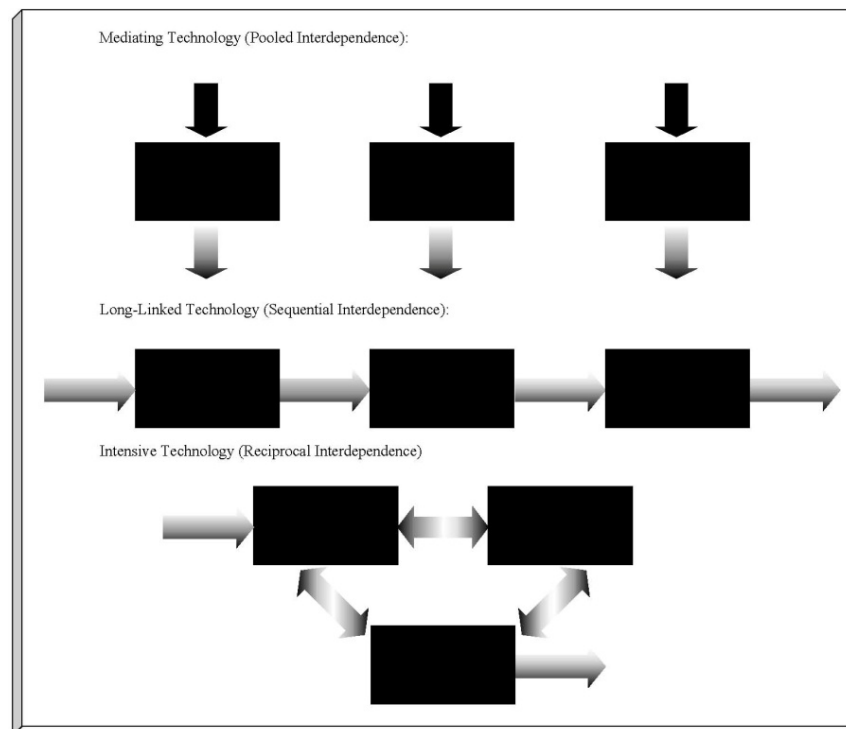 Mediating Technology (Pooled Interdependence):
Long-Linked Technology (Sequential Interdependence):
Intensive Technology (Reciprocal Interdependence)